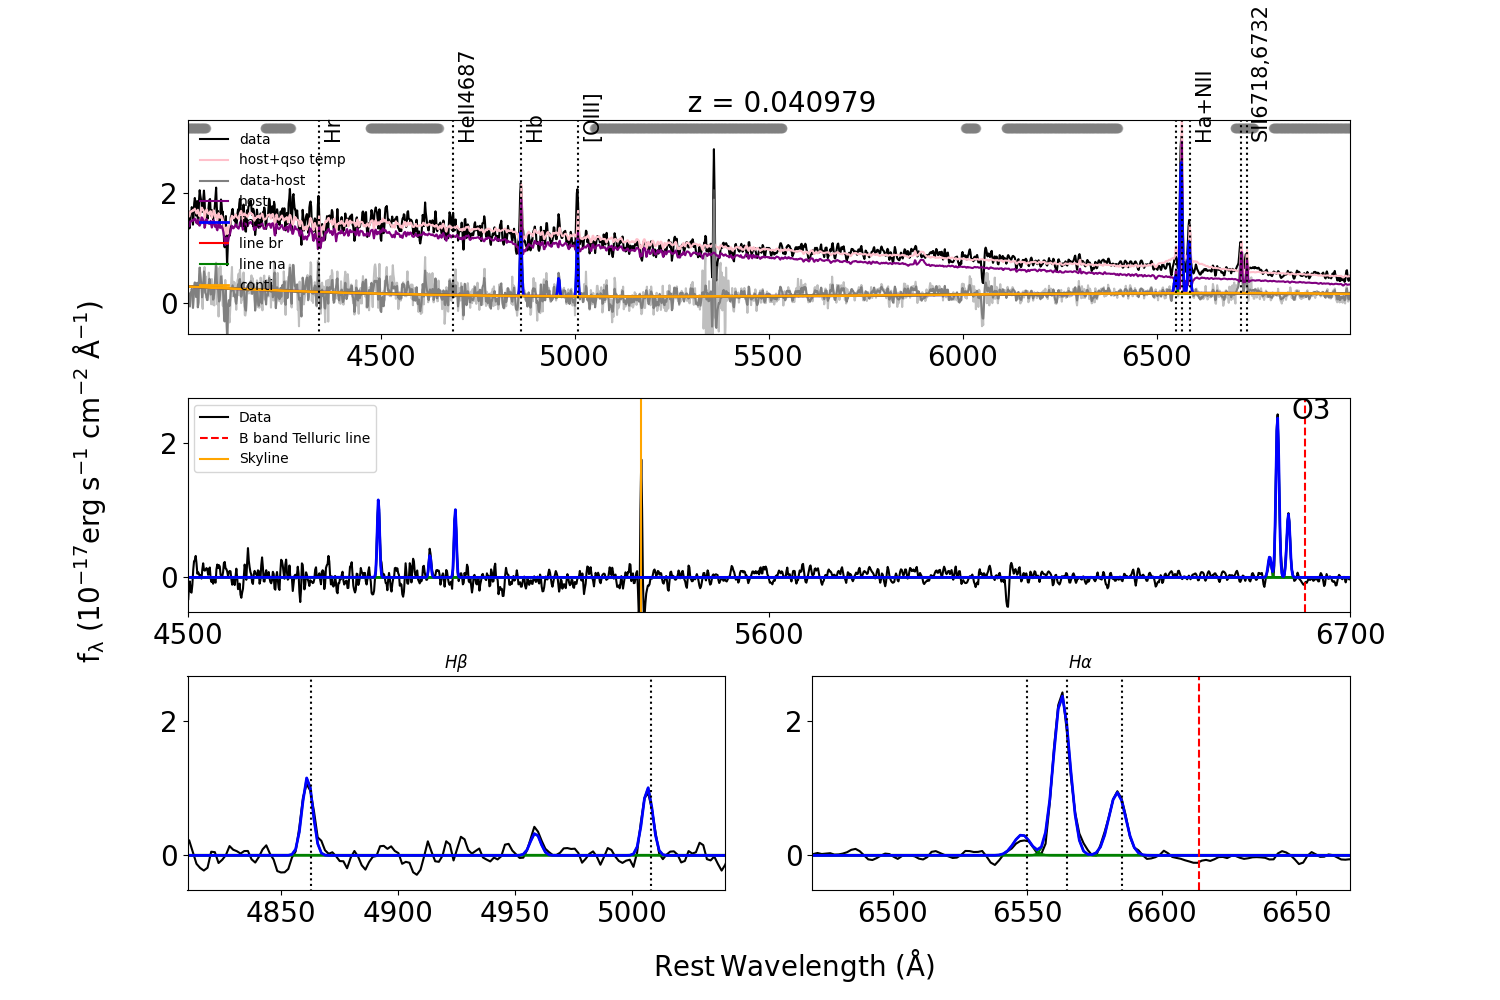 z = 0.040979
Hr
HeII4687
Hb
[OIII]
Ha+NII
SII6718,6732
data
host+qso temp
data-host
host
line br
line na
conti
2
0
4500 5000 5500 6000 6500
Data
B band Telluric line
Skyline
O3
2
0
4500 5600 6700
fλ (10⁻¹⁷erg s⁻¹ cm⁻² Å⁻¹)
Hβ
2
0
4850 4900 4950 5000
Hα
2
0
6500 6550 6600 6650
Rest Wavelength (Å)